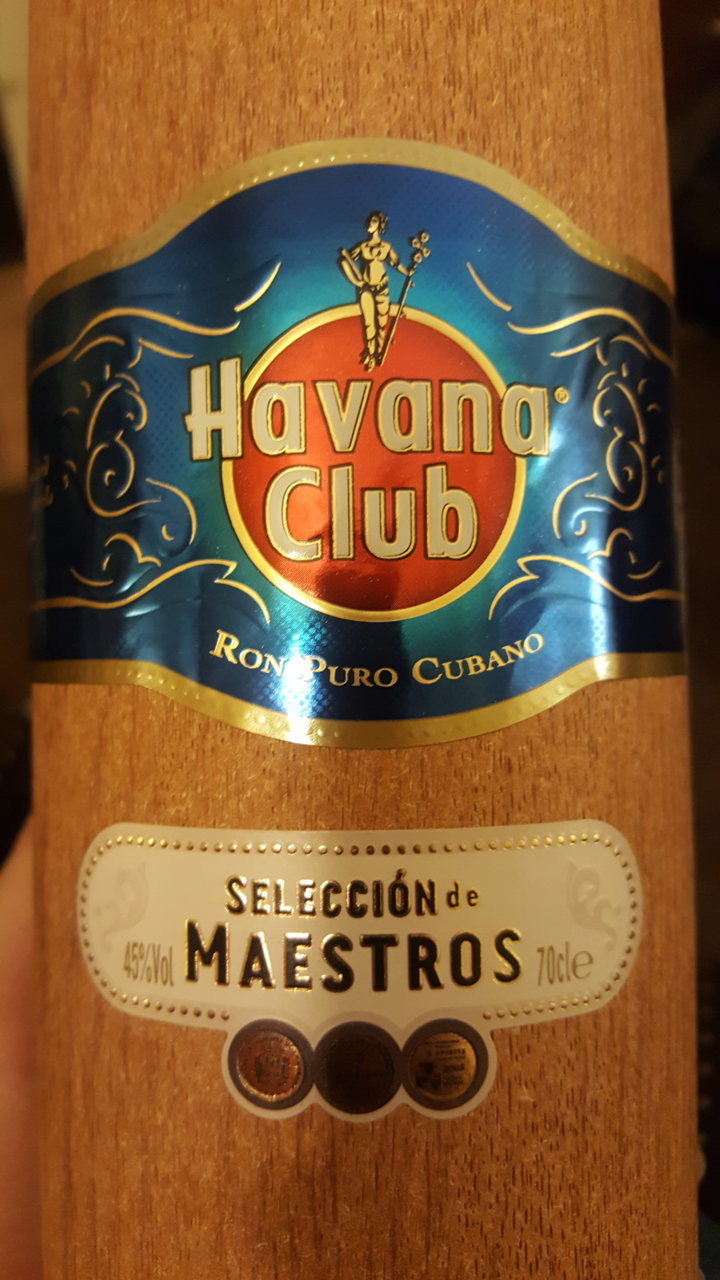 Havana®
Club
RON PURO CUBANO
SELECCIÓN de
45%Vol MAESTROS 70cl e